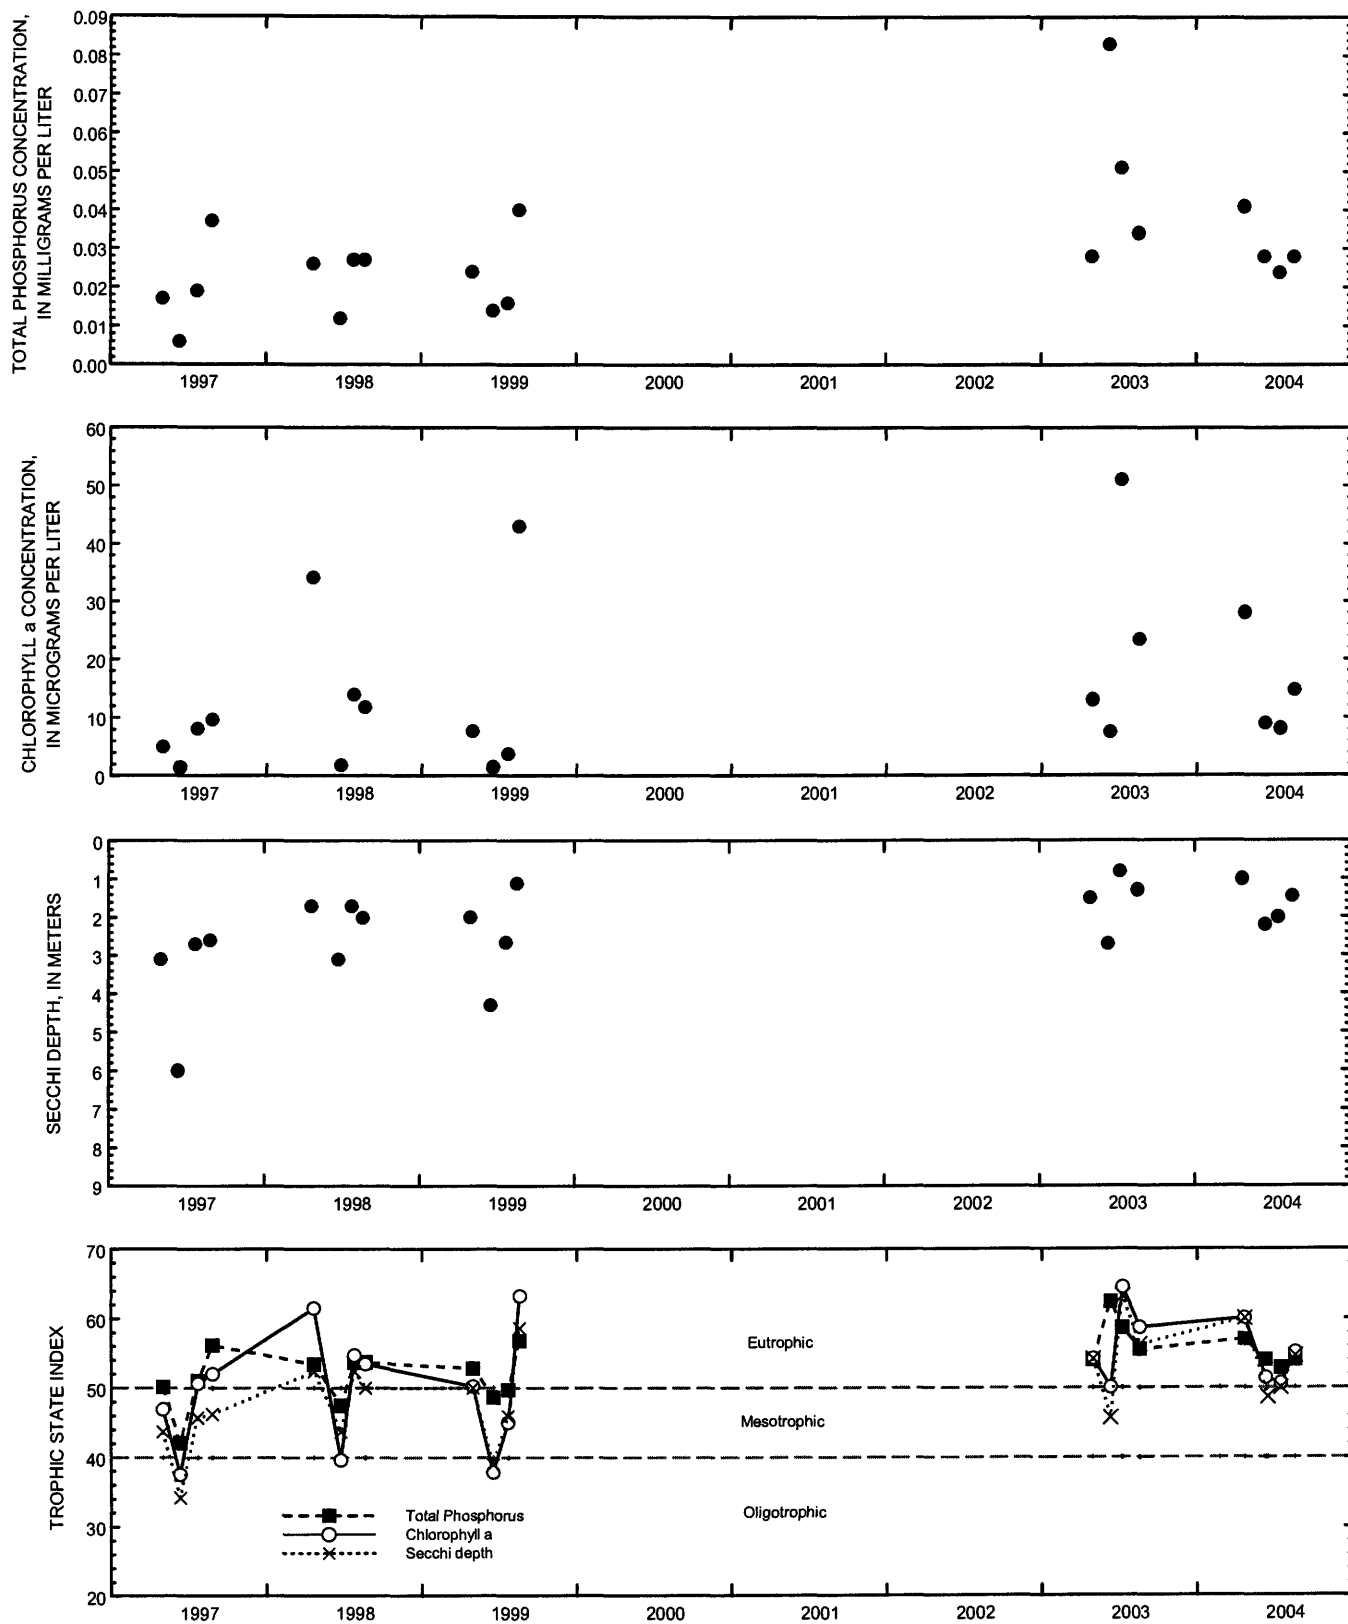 TOTAL PHOSPHORUS CONCENTRATION,
IN MILLIGRAMS PER LITER
0.09
0.08
0.07
0.06
0.05
0.04
0.03
0.02
0.01
0.00
1997 1998 1999 2000 2001 2002 2003 2004
CHLOROPHYLL a CONCENTRATION,
IN MICROGRAMS PER LITER
60
50
40
30
20
10
0
1997 1998 1999 2000 2001 2002 2003 2004
SECCHI DEPTH, IN METERS
0
1
2
3
4
5
6
7
8
9
1997 1998 1999 2000 2001 2002 2003 2004
TROPHIC STATE INDEX
70
60
50
40
30
20
Eutrophic
Mesotrophic
Oligotrophic
Total Phosphorus
Chlorophyll a
Secchi depth
1997 1998 1999 2000 2001 2002 2003 2004